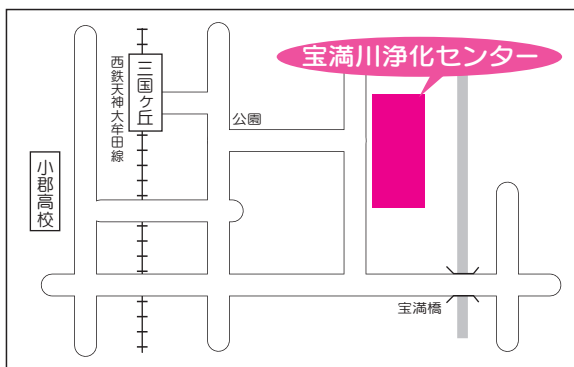 宝満川浄化センター
三国ヶ丘
西鉄天神大牟田線
公園
小郡高校
宝満橋